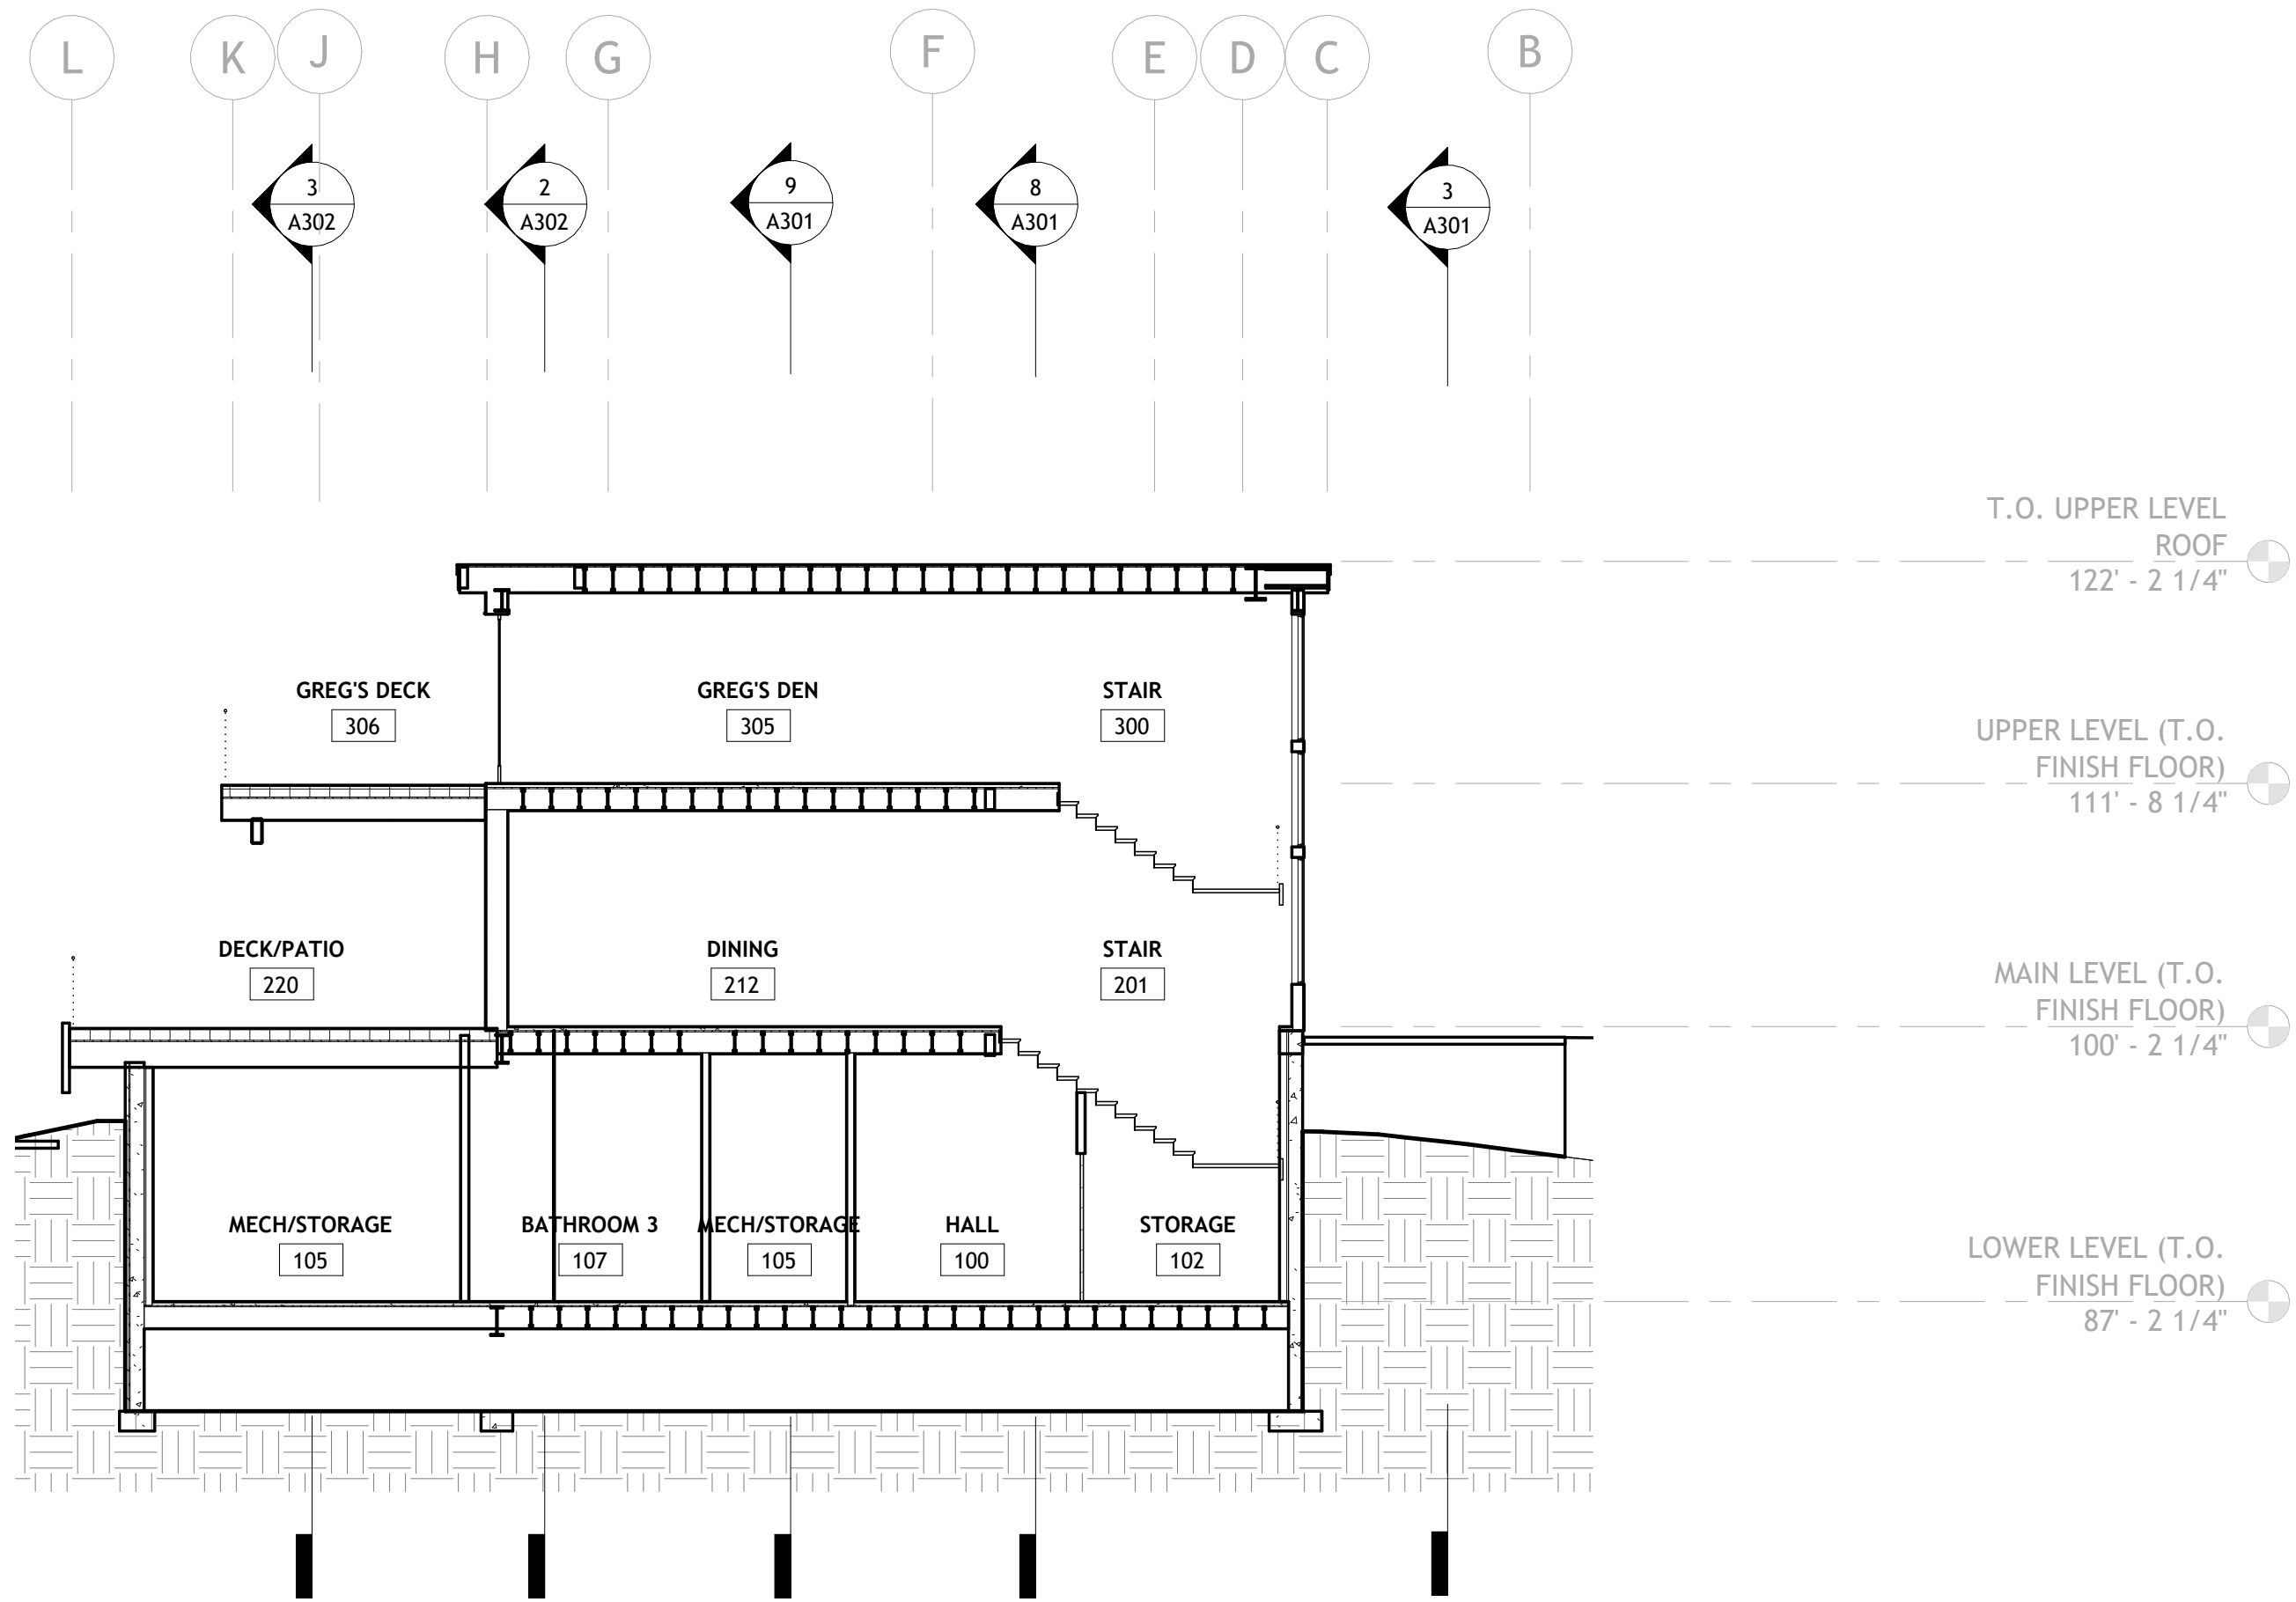 L K J H G F E D C B
3 2 9 8 3
A302 A302 A301 A301 A301
T.O. UPPER LEVEL
ROOF
122' - 2 1/4"
GREG'S DECK GREG'S DEN STAIR
306 305 300
UPPER LEVEL (T.O.
FINISH FLOOR)
111' - 8 1/4"
DECK/PATIO DINING STAIR
220 212 201
MAIN LEVEL (T.O.
FINISH FLOOR)
100' - 2 1/4"
MECH/STORAGE BATHROOM 3 MECH/STORAGE HALL STORAGE
105 107 105 100 102
LOWER LEVEL (T.O.
FINISH FLOOR)
87' - 2 1/4"